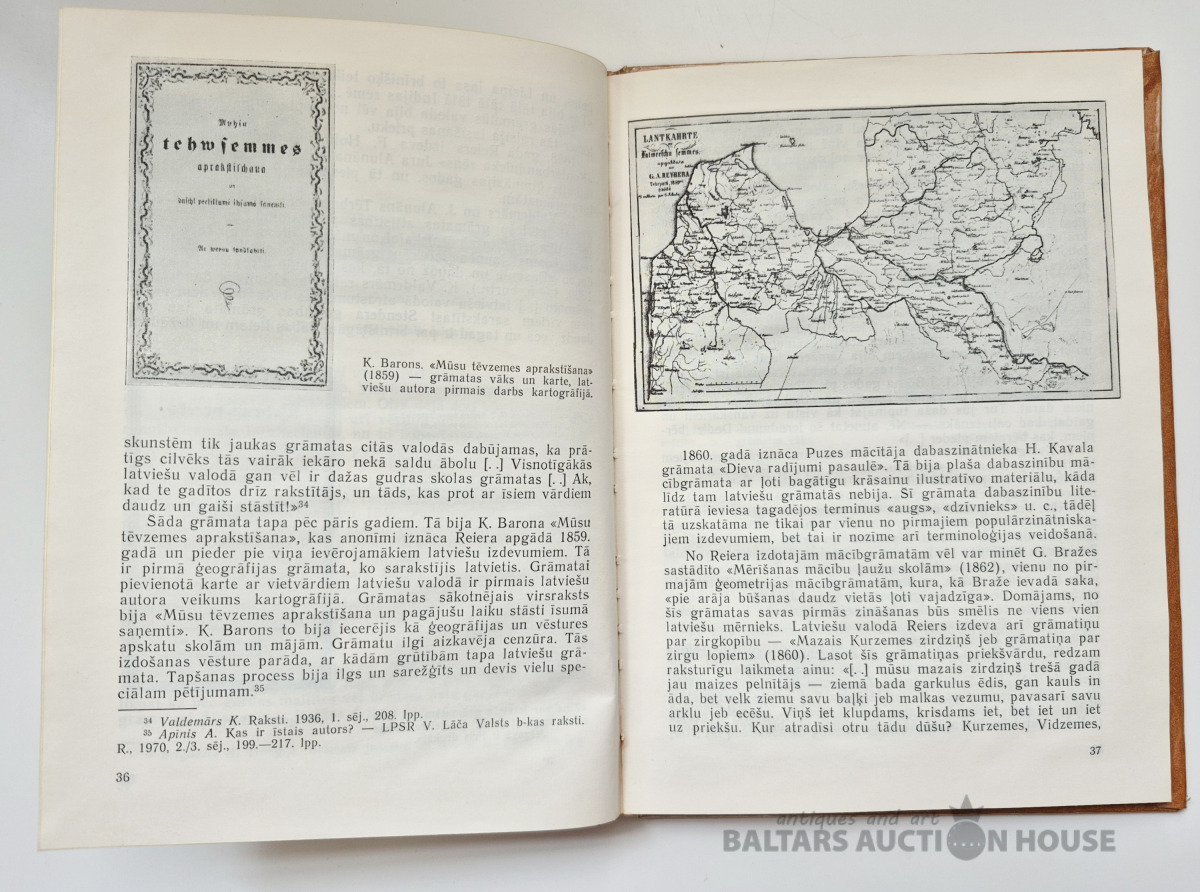 Muhsu
tehwsemmes
aprakstischana
ar
Ar wezvu
K. Barons. «Mūsu tēvzemes aprakstīšana»
(1859) — grāmatas vāks un karte, lat-
viešu autora pirmais darbs kartogrāfijā.
skunstēm tik jaukas grāmatas citās valodās dabūjamas, ka prā-
tīgs cilvēks tās vairāk iekāro nekā saldu ābolu [. .] Visnotīgākās
latviešu valodā gan vēl ir dažas gudras skolas grāmatas [. .] Ak,
kad te gadītos drīz rakstītājs, un tāds, kas prot ar īsiem vārdiem
daudz un gaiši stāstīt!»³⁴
Šāda grāmata tapa pēc pāris gadiem. Tā bija K. Barona «Mūsu
tēvzemes aprakstīšana», kas anonīmi iznāca Reiera apgādā 1859.
gadā un pieder pie viņa ievērojamākiem latviešu izdevumiem. Tā
ir pirmā ģeogrāfijas grāmata, ko sarakstījis latvietis. Grāmatai
pievienotā karte ar vietvārdiem latviešu valodā ir pirmais latviešu
autora veikums kartogrāfijā. Grāmatas sākotnējais virsraksts
bija «Mūsu tēvzemes aprakstīšana un pagājušu laiku stāsti īsumā
saņemti». K. Barons to bija iecerējis kā ģeogrāfijas un vēstures
apskatu skolām un mājām. Grāmatu ilgi aizkavēja cenzūra. Tās
izdošanas vēsture parāda, ar kādām grūtībām tapa latviešu grā-
mata. Tapšanas process bija ilgs un sarežģīts un devis vielu spe-
ciālam pētījumam.³⁵
³⁴ Valdemārs K. Raksti. 1936, 1. sēj., 208. lpp.
³⁵ Apinis A. Kas ir īstais autors? — LPSR V. Lāča Valsts b-kas raksti.
R., 1970, 2./3. sēj., 199.—217. lpp.
36
LANTKAHRTE
Latweeschu semmes
G. A. REYHERA
1860. gadā iznāca Puzes mācītāja dabaszinātnieka H. Kavala
grāmata «Dieva radījumi pasaulē». Tā bija plaša dabaszinību mā-
cībgrāmata ar ļoti bagātīgu krāsainu ilustratīvo materiālu, kāda
līdz tam latviešu grāmatās nebija. Šī grāmata dabaszinību lite-
ratūrā ieviesa tagadējos terminus «augs», «dzīvnieks» u. c., tādēļ
tā uzskatāma ne tikai par vienu no pirmajiem populārzinātniska-
jiem izdevumiem, bet tai ir nozīme arī terminoloģijas veidošanā.
No Reiera izdotajām mācībgrāmatām vēl var minēt G. Bražes
sastādīto «Mērīšanas mācību ļaužu skolām» (1862), vienu no pir-
majām ģeometrijas mācībgrāmatām, kura, kā Braže ievadā saka,
«pie arāja būšanas daudz vietās ļoti vajadzīga». Domājams, no
šīs grāmatas savas pirmās zināšanas būs smēlis ne viens vien
latviešu mērnieks. Latviešu valodā Reiers izdeva arī grāmatiņu
par zirgkopību — «Mazais Kurzemes zirdziņš jeb grāmatiņa par
zirgu lopiem» (1860). Lasot šīs grāmatiņas priekšvārdu, redzam
raksturīgu laikmeta ainu: «[. .] mūsu mazais zirdziņš trešā gadā
jau maizes pelnītājs — ziemā bada garkulus ēdis, gan kauls in
āda, bet velk ziemu savu baļķi jeb malkas vezumu, pavasarī savu
arklu jeb ecēšu. Viņš iet klupdams, krisdams iet, bet iet un iet
uz priekšu. Kur atradīsi otru tādu dūšu? Kurzemes, Vidzemes,
37
antiques and art
BALTARS AUCTION HOUSE